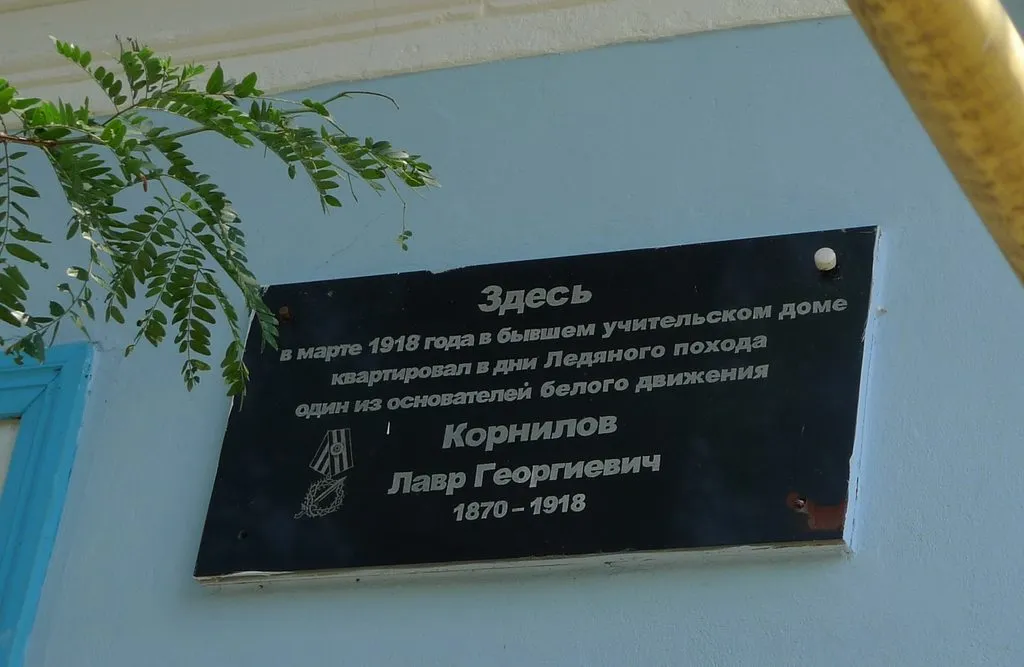 Здесь
в марте 1918 года в бывшем учительском доме
квартировал в дни Ледяного похода
один из основателей белого движения
Корнилов
Лавр Георгиевич
1870 – 1918